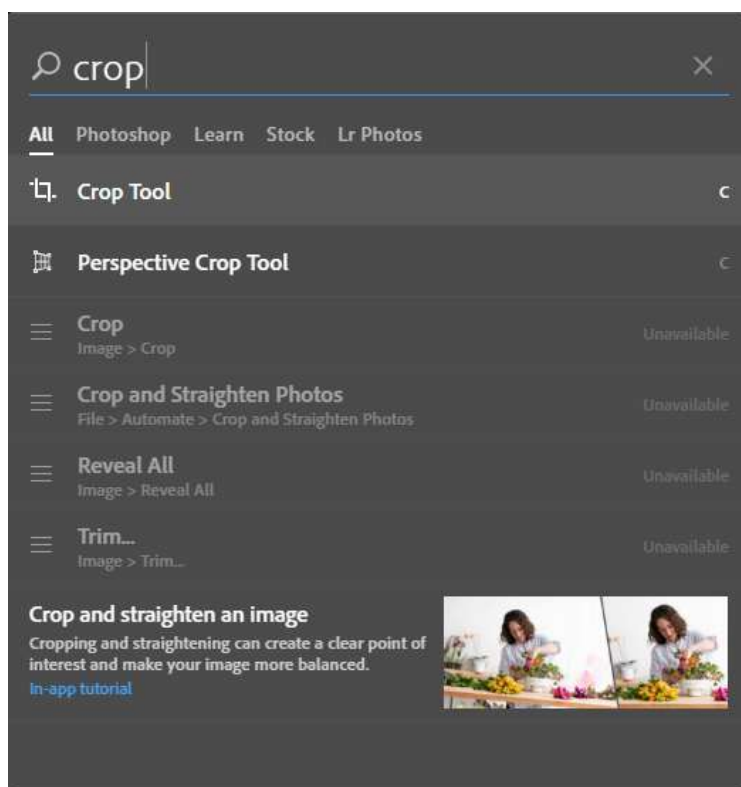 crop
All Photoshop Learn Stock Lr Photos
Crop Tool C
Perspective Crop Tool C
Crop
Image > Crop
Unavailable
Crop and Straighten Photos
File > Automate > Crop and Straighten Photos
Unavailable
Reveal All
Image > Reveal All
Unavailable
Trim...
Image > Trim...
Unavailable
Crop and straighten an image
Cropping and straightening can create a clear point of
interest and make your image more balanced.
In-app tutorial